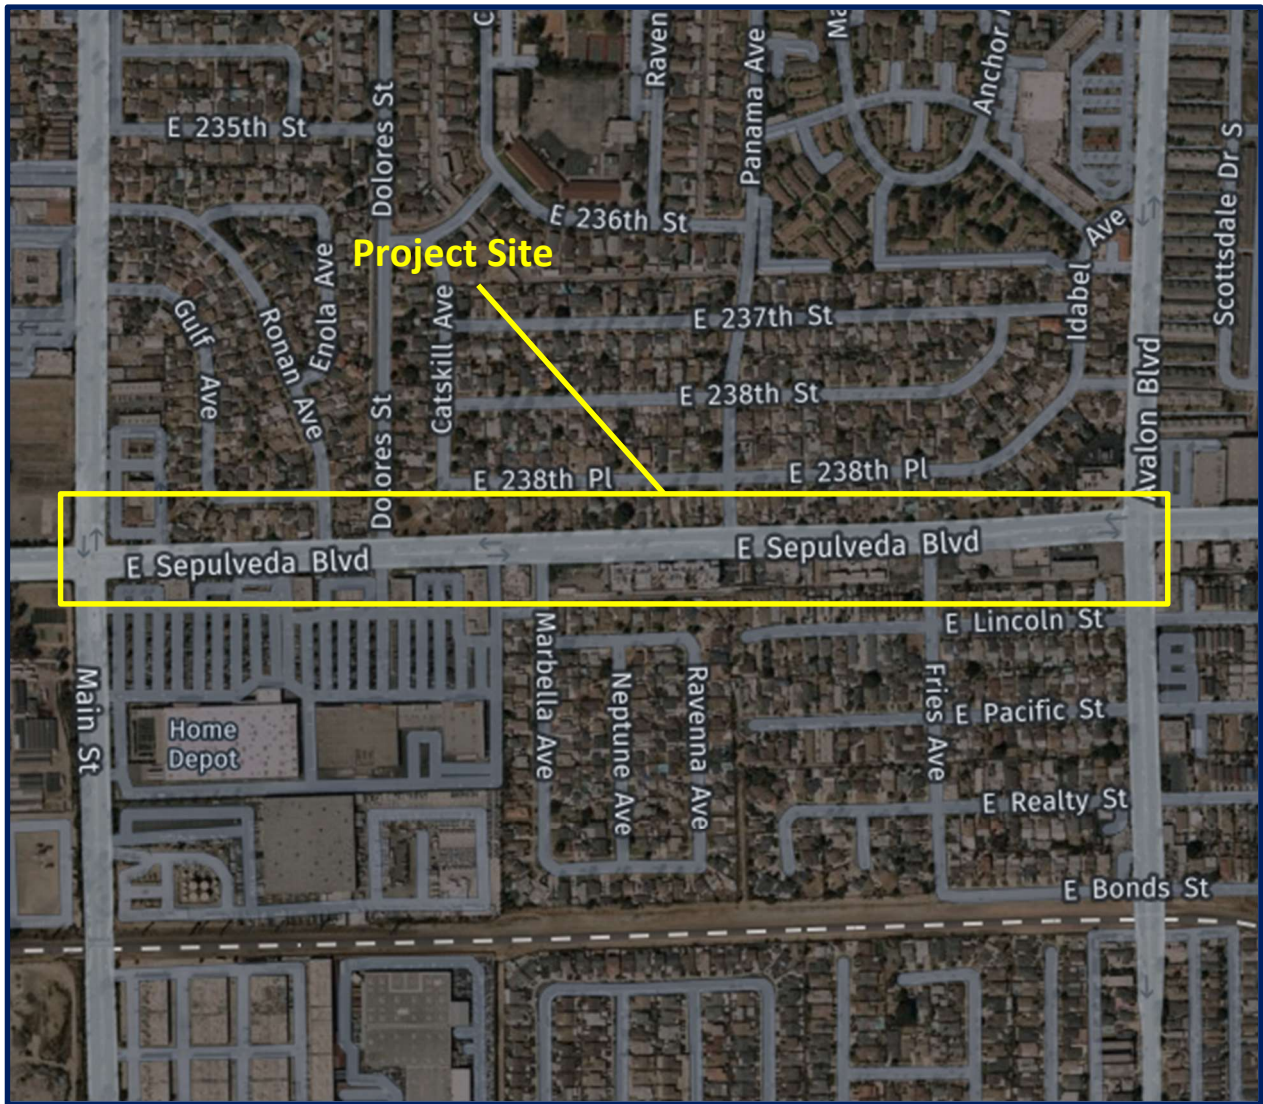 C
Raven
Panama Ave
Ma
Anchor
E 235th St
Dolores St
Scottsdale Dr S
E 236th St
Ave
Project Site
Enola Ave
Gulf Ave
Ronan Ave
Catskill Ave
E 237th St
Idabel
Avalon Blvd
E 238th St
Dolores St
E 238th Pl
E 238th Pl
E Sepulveda Blvd
E Sepulveda Blvd
Main St
Marbella Ave
Neptune Ave
Ravenna Ave
Fries Ave
E Lincoln St
E Pacific St
Home
Depot
E Realty St
E Bonds St